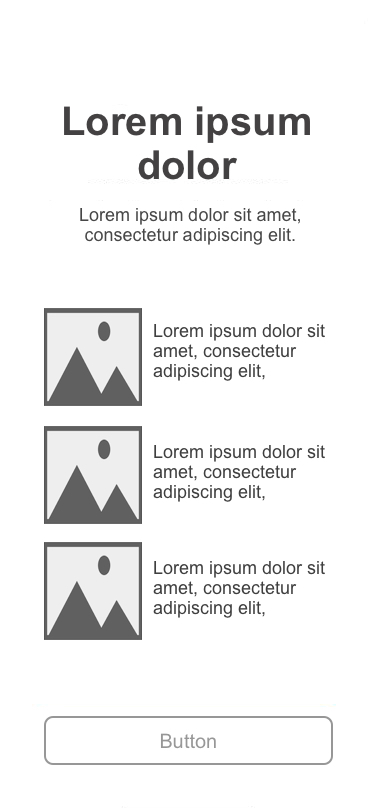 Lorem ipsum
dolor
Lorem ipsum dolor sit amet,
consectetur adipiscing elit.
Lorem ipsum dolor sit
amet, consectetur
adipiscing elit,
Lorem ipsum dolor sit
amet, consectetur
adipiscing elit,
Lorem ipsum dolor sit
amet, consectetur
adipiscing elit,
Button